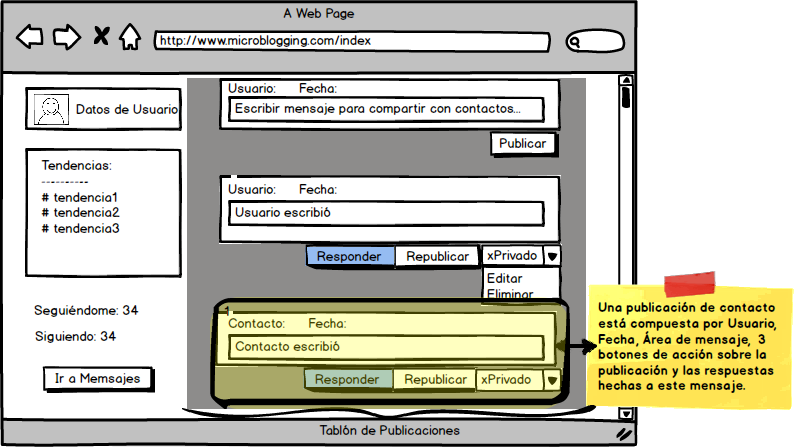 A Web Page
http://www.microblogging.com/index
Datos de Usuario
Tendencias:
----------
# tendencia1
# tendencia2
# tendencia3
Seguiéndome: 34
Siguiendo: 34
Ir a Memsajes
Usuario: Fecha:
Escribir mensaje para compartir con contactos...
Publicar
Usuario: Fecha:
Usuario escribió
Responder Republicar xPrivado
Editar
Eliminar
1
Contacto: Fecha:
Contacto escribió
Responder Republicar xPrivado
Una publicación de contacto
está compuesta por Usuario,
Fecha, Área de mensaje, 3
botones de acción sobre la
publicación y las respuestas
hechas a este mensaje.
Tablón de Publicaciones